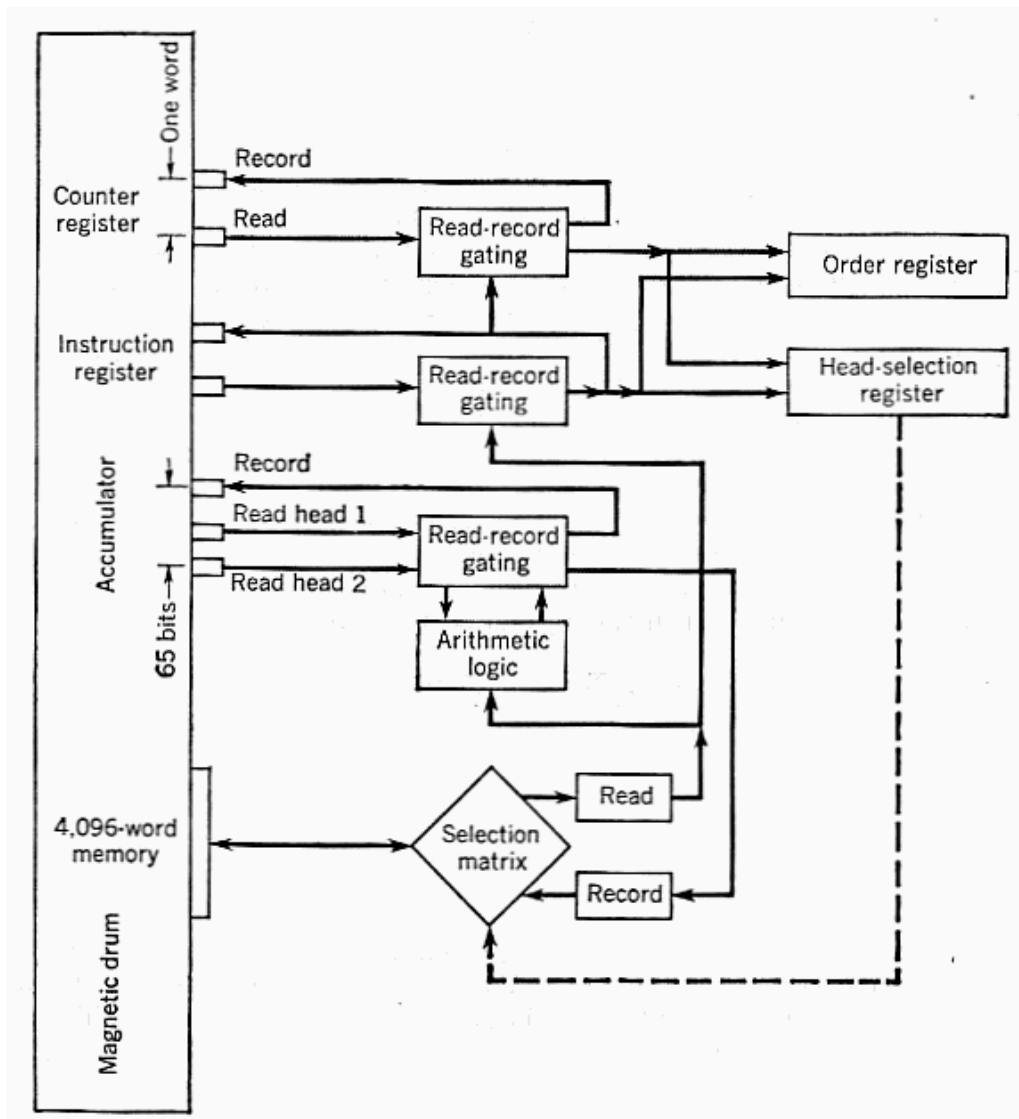 One word
Record
Counter
register
Read
Read-record
gating
Order register
Instruction
register
Read-record
gating
Head-selection
register
Accumulator
Record
Read head 1
Read head 2
Read-record
gating
65 bits
Arithmetic
logic
4,096-word
memory
Selection
matrix
Read
Record
Magnetic drum